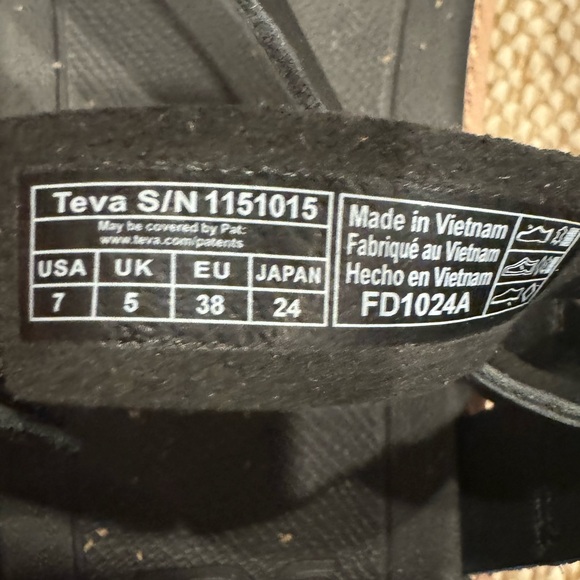 Teva S/N 1151015
May be covered by Pat:
www.teva.com/patents
USA UK EU JAPAN
7 5 38 24
Made in Vietnam
Fabriqué au Vietnam
Hecho en Vietnam
FD1024A